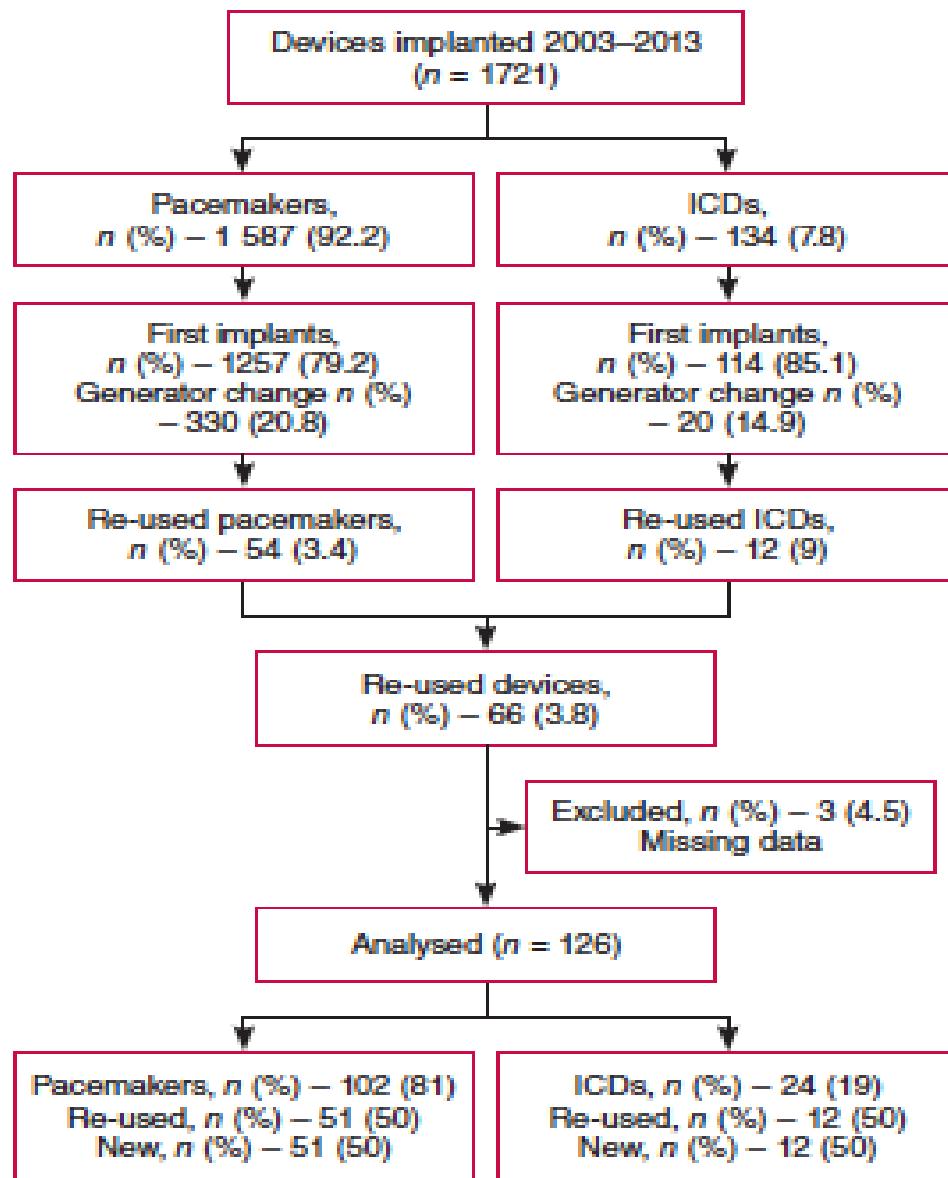 Devices implanted 2003–2013
(n = 1721)
Pacemakers,
n (%) – 1 587 (92.2)
ICDs,
n (%) – 134 (7.8)
First implants,
n (%) – 1257 (79.2)
Generator change n (%)
– 330 (20.8)
First implants,
n (%) – 114 (85.1)
Generator change n (%)
– 20 (14.9)
Re-used pacemakers,
n (%) – 54 (3.4)
Re-used ICDs,
n (%) – 12 (9)
Re-used devices,
n (%) – 66 (3.8)
Excluded, n (%) – 3 (4.5)
Missing data
Analysed (n = 126)
Pacemakers, n (%) – 102 (81)
Re-used, n (%) – 51 (50)
New, n (%) – 51 (50)
ICDs, n (%) – 24 (19)
Re-used, n (%) – 12 (50)
New, n (%) – 12 (50)